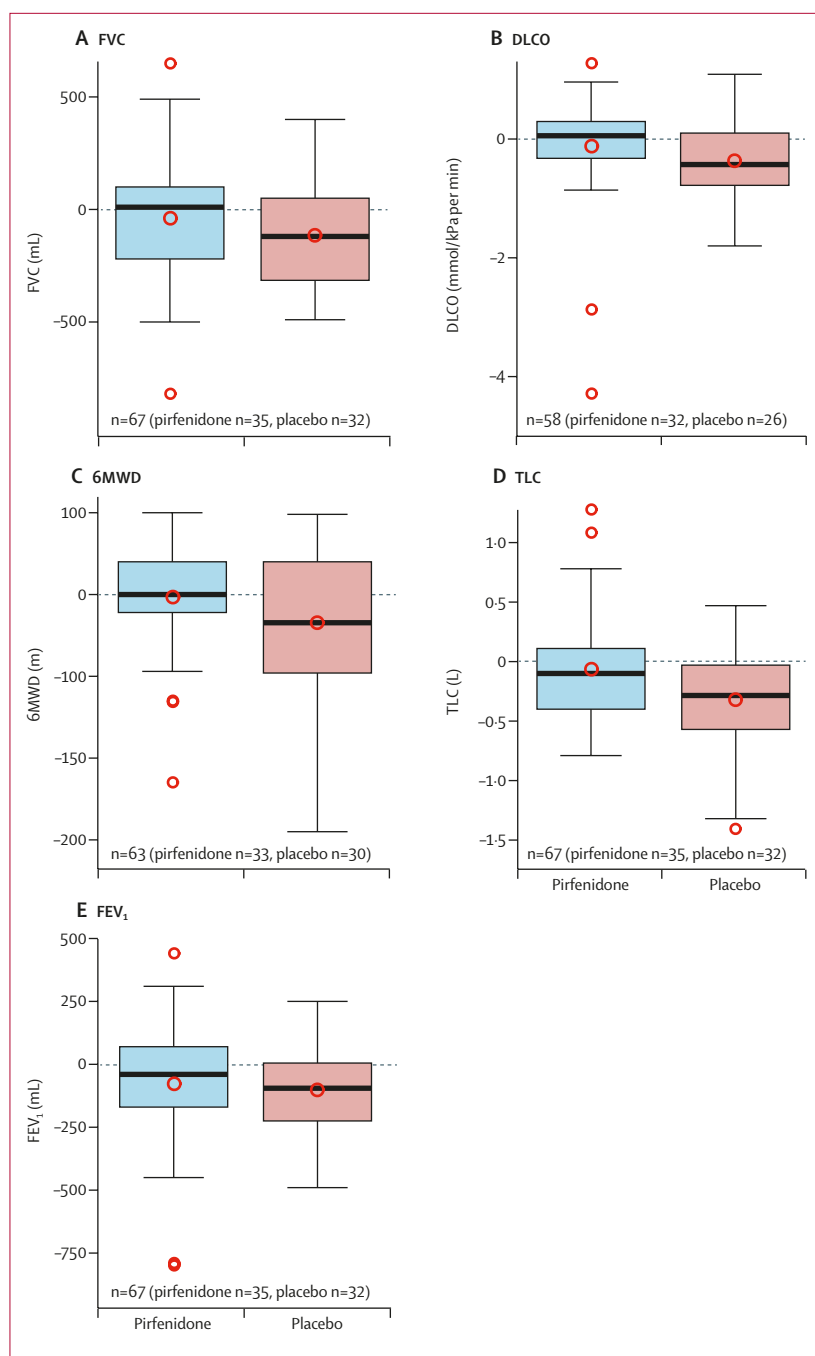 A FVC
500
0
–500
FVC (mL)
n=67 (pirfenidone n=35, placebo n=32)
B DLCO
0
–2
–4
DLCO (mmol/kPa per min)
n=58 (pirfenidone n=32, placebo n=26)
C 6MWD
100
0
–100
–150
–200
6MWD (m)
n=63 (pirfenidone n=33, placebo n=30)
D TLC
1·0
0·5
0
–0·5
–1·0
–1·5
TLC (L)
n=67 (pirfenidone n=35, placebo n=32)
Pirfenidone Placebo
E FEV₁
500
250
0
–250
–500
–750
FEV₁ (mL)
n=67 (pirfenidone n=35, placebo n=32)
Pirfenidone Placebo